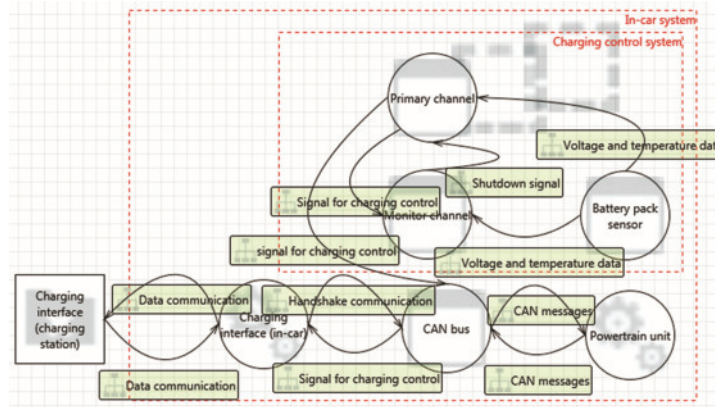 In-car system
Charging control system
Primary channel
Voltage and temperature data
Shutdown signal
Signal for charging control
Monitor channel
Battery pack
sensor
signal for charging control
Voltage and temperature data
Charging
interface
(charging
station)
Data communication
Handshake communication
Charging
interface (in-car)
CAN bus
CAN messages
Powertrain unit
Data communication
Signal for charging control
CAN messages